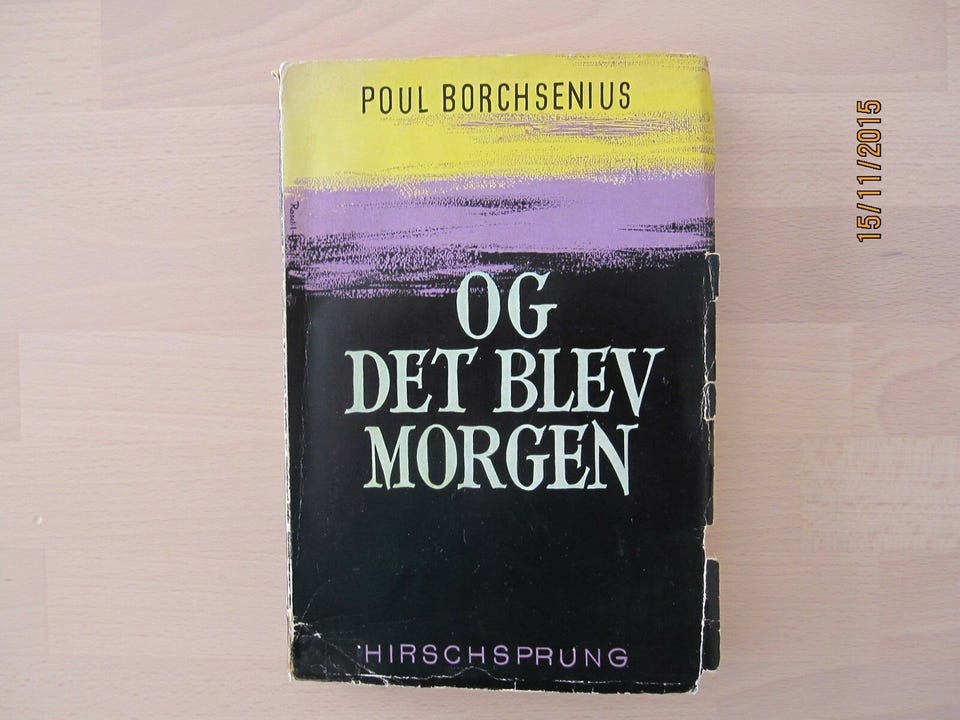 POUL BORCHSENIUS
OG
DET BLEV
MORGEN
HIRSCHSPRUNG
15/11/2015